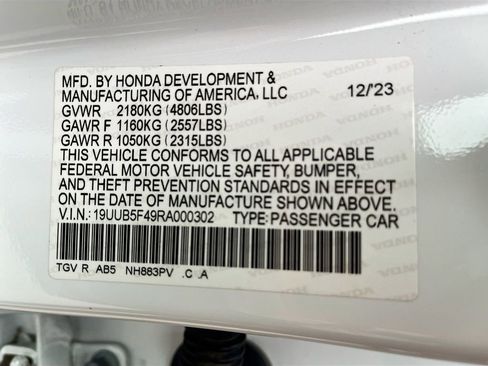 MFD. BY HONDA DEVELOPMENT &
MANUFACTURING OF AMERICA, LLC 12/'23
GVWR 2180KG (4806LBS)
GAWR F 1160KG (2557LBS)
GAWR R 1050KG (2315LBS)
THIS VEHICLE CONFORMS TO ALL APPLICABLE
FEDERAL MOTOR VEHICLE SAFETY, BUMPER,
AND THEFT PREVENTION STANDARDS IN EFFECT
ON THE DATE OF MANUFACTURE SHOWN ABOVE.
V.I.N.: 19UUB5F49RA000302 TYPE: PASSENGER CAR
TGV R AB5 NH883PV .C .A